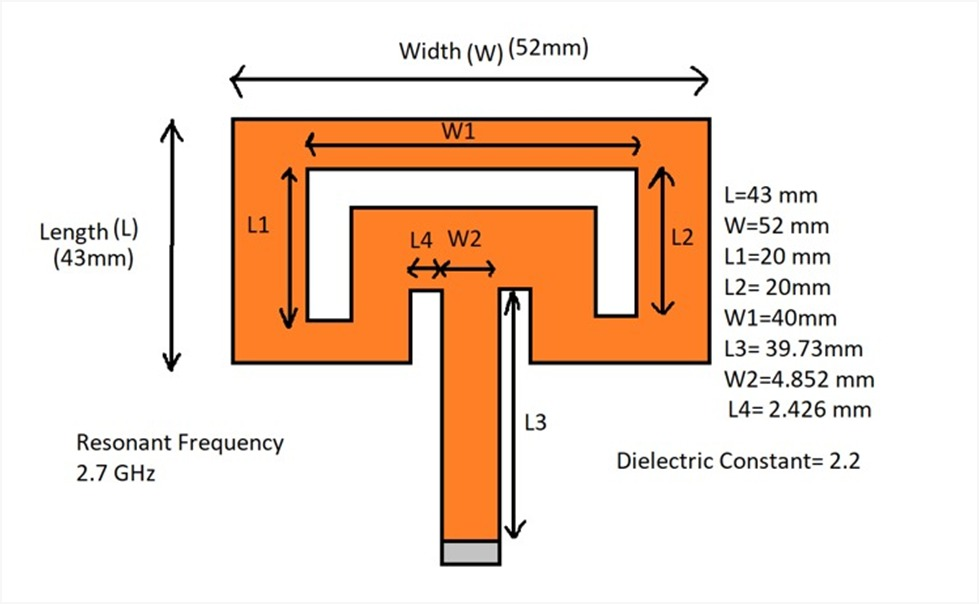 Width (W) (52mm)
W1
Length (L)
(43mm)
L1
L4 W2
L2
L3
L=43 mm
W=52 mm
L1=20 mm
L2= 20mm
W1=40mm
L3= 39.73mm
W2=4.852 mm
L4= 2.426 mm
Resonant Frequency
2.7 GHz
Dielectric Constant= 2.2